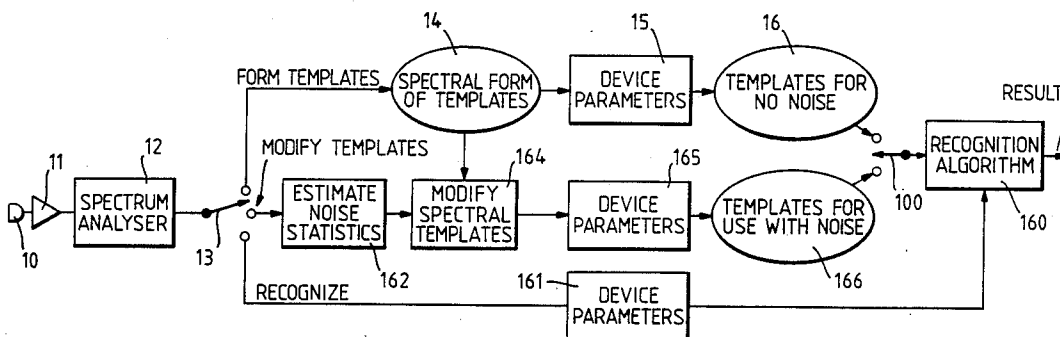 14
15
16
FORM TEMPLATES
SPECTRAL FORM
OF TEMPLATES
DEVICE
PARAMETERS
TEMPLATES FOR
NO NOISE
RESULT
11
12
MODIFY TEMPLATES
164
165
SPECTRUM
ANALYSER
ESTIMATE
NOISE
STATISTICS
MODIFY
SPECTRAL
TEMPLATES
DEVICE
PARAMETERS
TEMPLATES FOR
USE WITH NOISE
100
RECOGNITION
ALGORITHM
10
13
162
166
160
RECOGNIZE
161
DEVICE
PARAMETERS